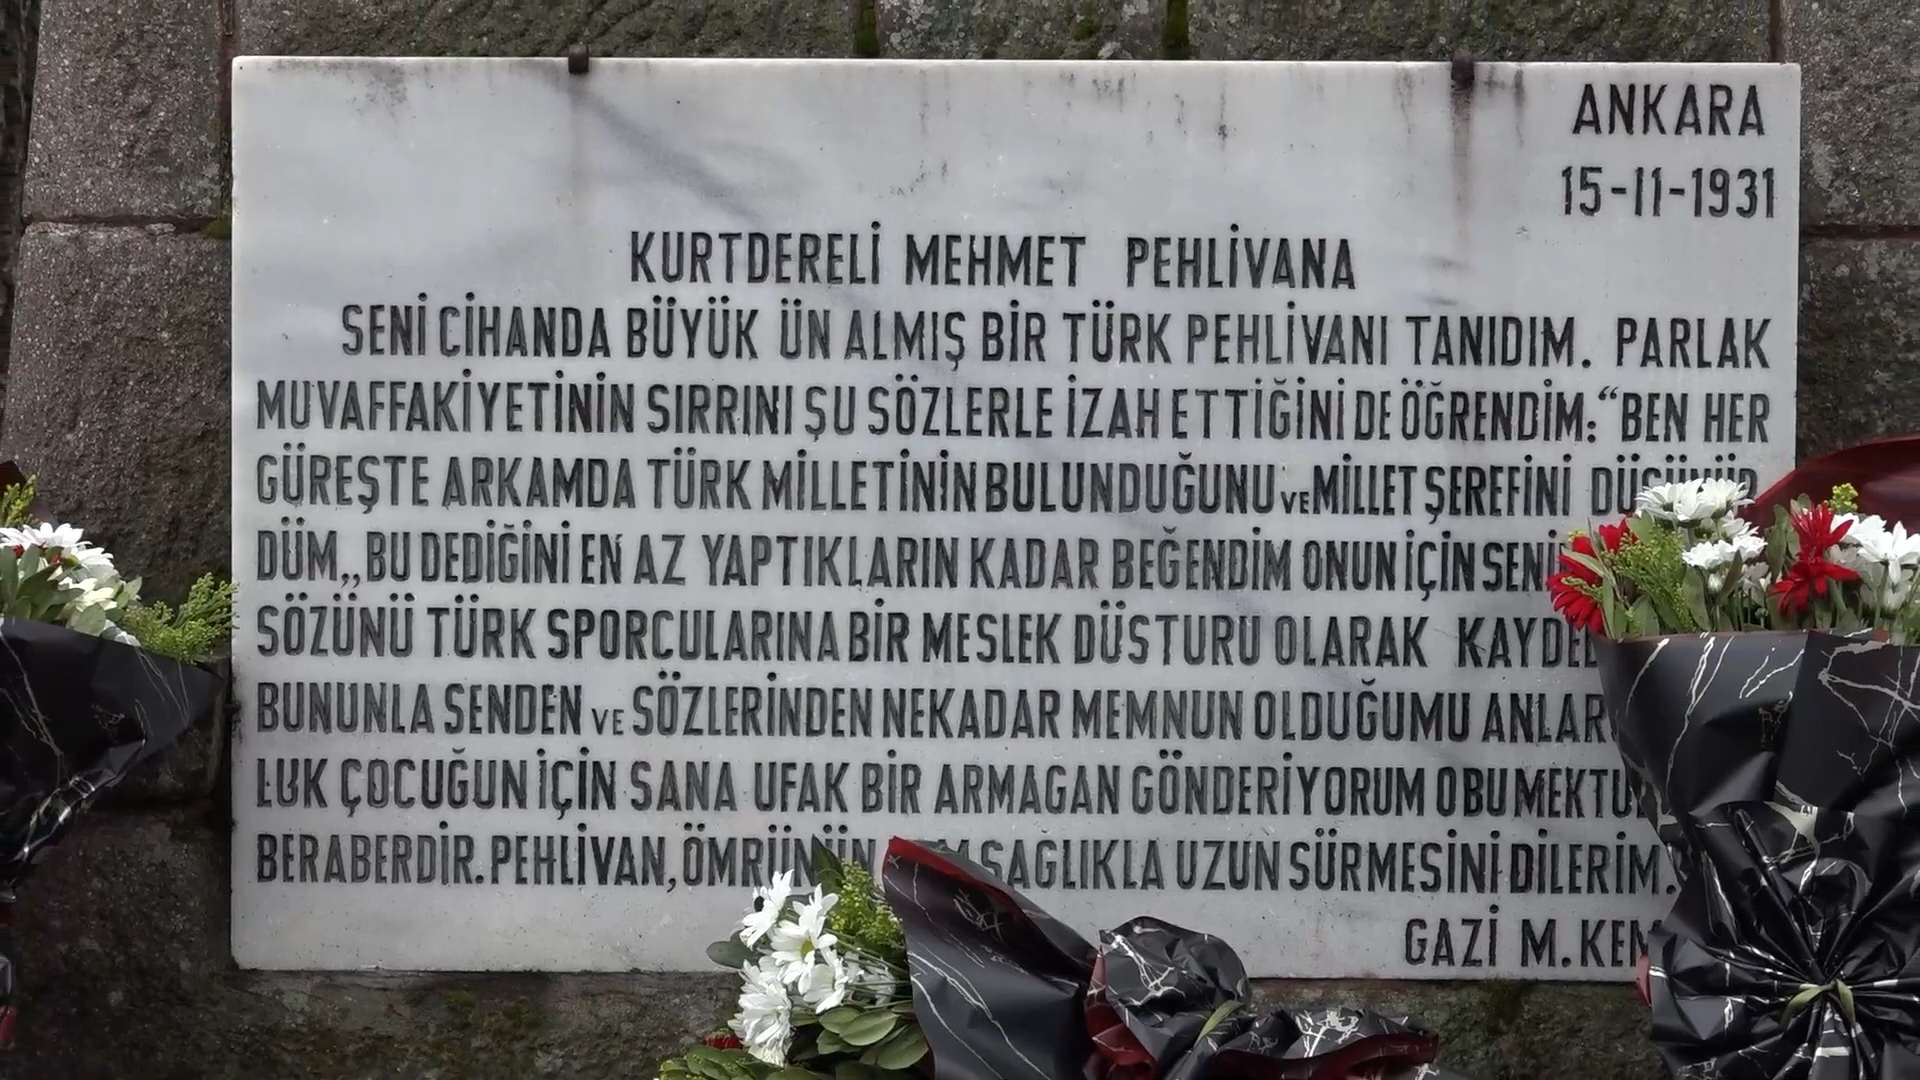 ANKARA
15-11-1931
KURTDERELİ MEHMET PEHLİVANA
SENİ CİHANDA BÜYÜK ÜN ALMIŞ BİR TÜRK PEHLİVANI TANIDIM. PARLAK
MUVAFFAKİYETİNİN SIRRINI ŞU SÖZLERLE İZAH ETTİĞİNİ DE ÖĞRENDİM: “BEN HER
GÜREŞTE ARKAMDA TÜRK MİLLETİNİN BULUNDUĞUNU VE MİLLET ŞEREFİNİ DÜŞÜNÜR
DÜM,, BU DEDİĞİNİ EN AZ YAPTIKLARIN KADAR BEĞENDİM ONUN İÇİN SENİ
SÖZÜNÜ TÜRK SPORCULARINA BİR MESLEK DÜSTURU OLARAK
BUNUNLA SENDEN VE SÖZLERİNDEN NEKADAR MEMNUN OLDUĞUMU
LUK ÇOCUĞUN İÇİN SANA UFAK BİR ARMAGAN GÖNDERİYORUM OBU
BERABERDİR. PEHLİVAN, ÖMRÜNÜN SAGLIKLA UZUN SÜRMESİNİ DİLERİM.
GAZİ M.